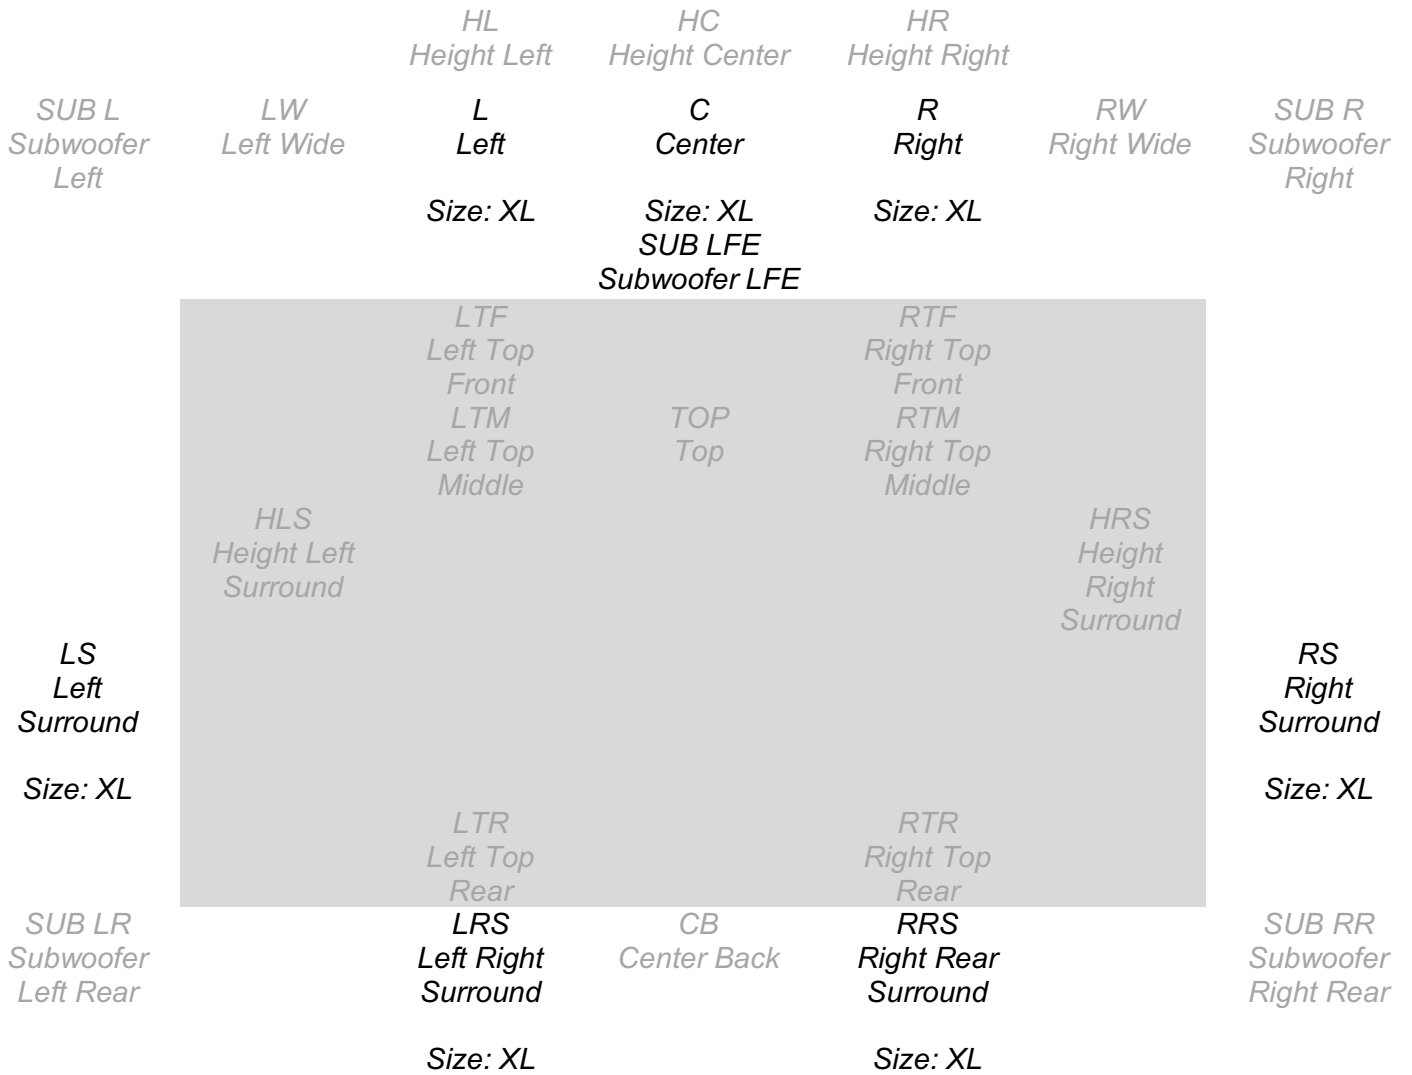 HL HC HR
Height Left Height Center Height Right
SUB L LW L C R RW SUB R
Subwoofer Left Wide Left Center Right Right Wide Subwoofer
Left Right
Size: XL Size: XL Size: XL
SUB LFE
Subwoofer LFE
LTF RTF
Left Top Right Top
Front Front
LTM TOP RTM
Left Top Top Right Top
Middle Middle
HLS HRS
Height Left Height
Surround Right
Surround
LS RS
Left Right
Surround Surround
Size: XL Size: XL
LTR RTR
Left Top Right Top
Rear Rear
SUB LR LRS CB RRS SUB RR
Subwoofer Left Right Center Back Right Rear Subwoofer
Left Rear Surround Surround Right Rear
Size: XL Size: XL